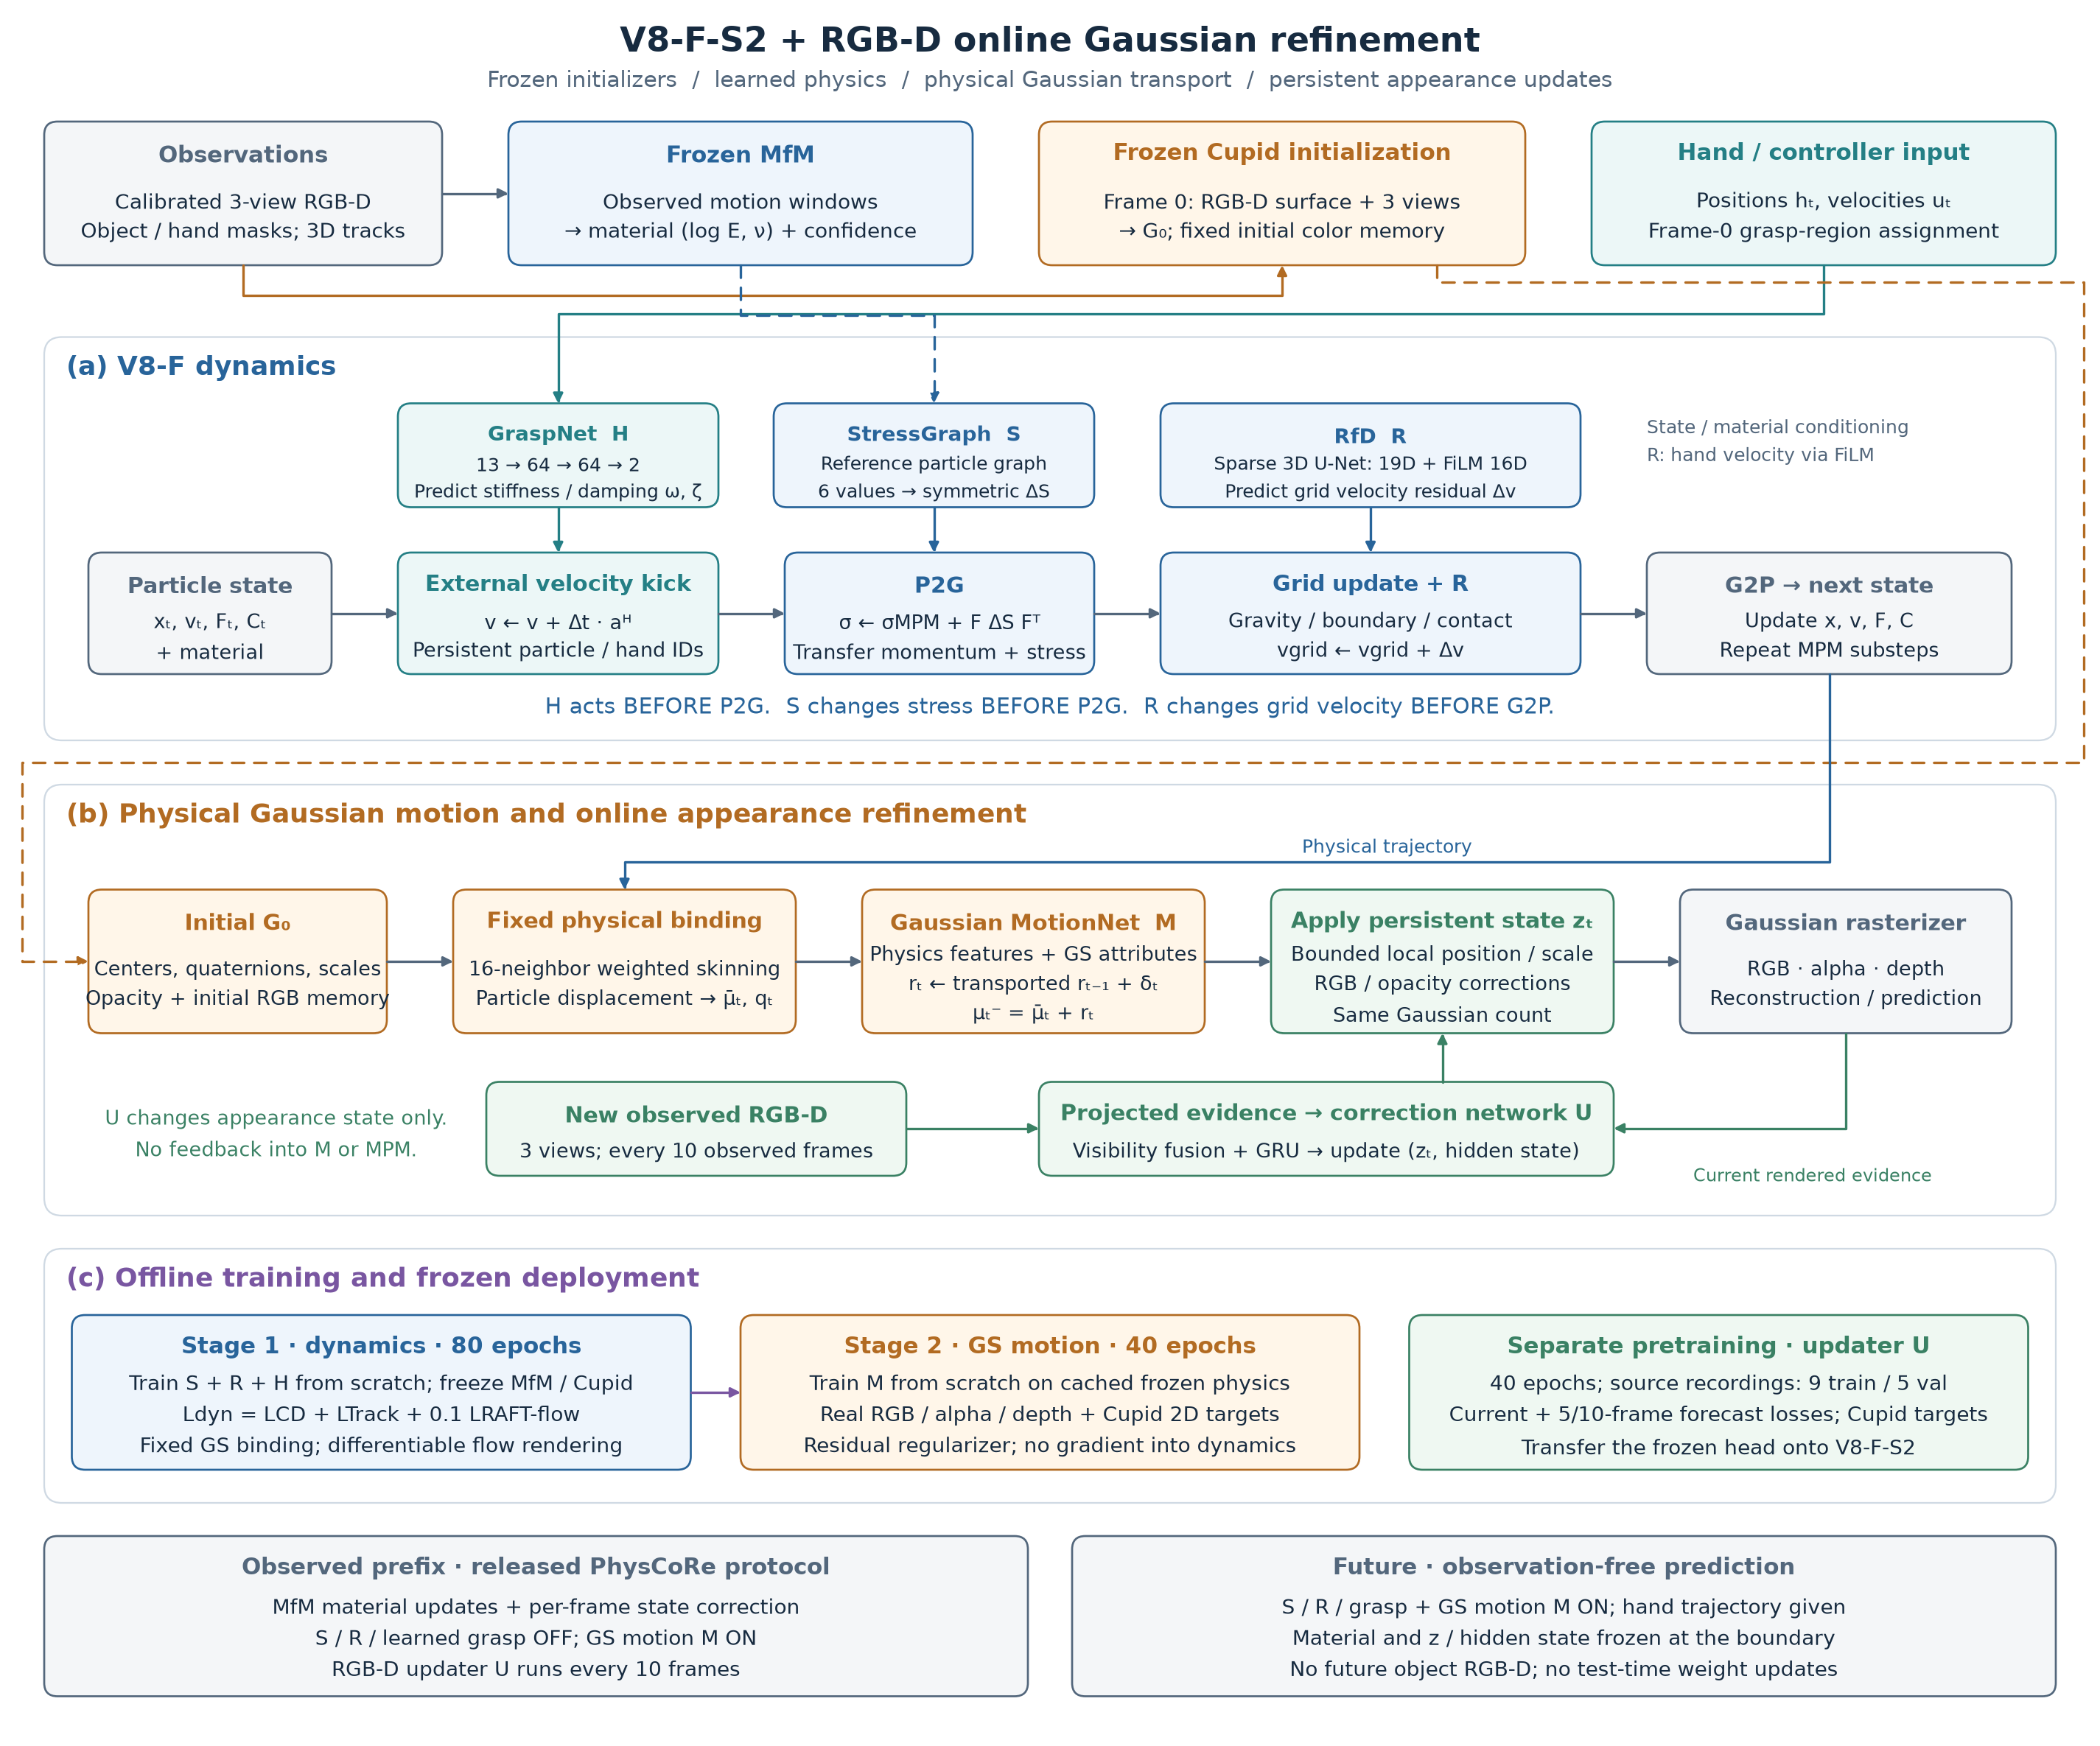 V8-F-S2 + RGB-D online Gaussian refinement
Frozen initializers / learned physics / physical Gaussian transport / persistent appearance updates
Observations
Calibrated 3-view RGB-D
Object / hand masks; 3D tracks
Frozen MfM
Observed motion windows
→ material (log E, ν) + confidence
Frozen Cupid initialization
Frame 0: RGB-D surface + 3 views
→ G₀; fixed initial color memory
Hand / controller input
Positions hₜ, velocities uₜ
Frame-0 grasp-region assignment
(a) V8-F dynamics
GraspNet H
13 → 64 → 64 → 2
Predict stiffness / damping ω, ζ
StressGraph S
Reference particle graph
6 values → symmetric ΔS
RfD R
Sparse 3D U-Net: 19D + FiLM 16D
Predict grid velocity residual Δv
State / material conditioning
R: hand velocity via FiLM
Particle state
xₜ, vₜ, Fₜ, Cₜ
+ material
External velocity kick
v ← v + Δt · aᴴ
Persistent particle / hand IDs
P2G
σ ← σMPM + F ΔS Fᵀ
Transfer momentum + stress
Grid update + R
Gravity / boundary / contact
vgrid ← vgrid + Δv
G2P → next state
Update x, v, F, C
Repeat MPM substeps
H acts BEFORE P2G. S changes stress BEFORE P2G. R changes grid velocity BEFORE G2P.
(b) Physical Gaussian motion and online appearance refinement
Physical trajectory
Initial G₀
Centers, quaternions, scales
Opacity + initial RGB memory
Fixed physical binding
16-neighbor weighted skinning
Particle displacement → μ̄ₜ, qₜ
Gaussian MotionNet M
Physics features + GS attributes
rₜ ← transported rₜ₋₁ + δₜ
μₜ⁻ = μ̄ₜ + rₜ
Apply persistent state zₜ
Bounded local position / scale
RGB / opacity corrections
Same Gaussian count
Gaussian rasterizer
RGB · alpha · depth
Reconstruction / prediction
U changes appearance state only.
No feedback into M or MPM.
New observed RGB-D
3 views; every 10 observed frames
Projected evidence → correction network U
Visibility fusion + GRU → update (zₜ, hidden state)
Current rendered evidence
(c) Offline training and frozen deployment
Stage 1 · dynamics · 80 epochs
Train S + R + H from scratch; freeze MfM / Cupid
Ldyn = LCD + LTrack + 0.1 LRAFT-flow
Fixed GS binding; differentiable flow rendering
Stage 2 · GS motion · 40 epochs
Train M from scratch on cached frozen physics
Real RGB / alpha / depth + Cupid 2D targets
Residual regularizer; no gradient into dynamics
Separate pretraining · updater U
40 epochs; source recordings: 9 train / 5 val
Current + 5/10-frame forecast losses; Cupid targets
Transfer the frozen head onto V8-F-S2
Observed prefix · released PhysCoRe protocol
MfM material updates + per-frame state correction
S / R / learned grasp OFF; GS motion M ON
RGB-D updater U runs every 10 frames
Future · observation-free prediction
S / R / grasp + GS motion M ON; hand trajectory given
Material and z / hidden state frozen at the boundary
No future object RGB-D; no test-time weight updates